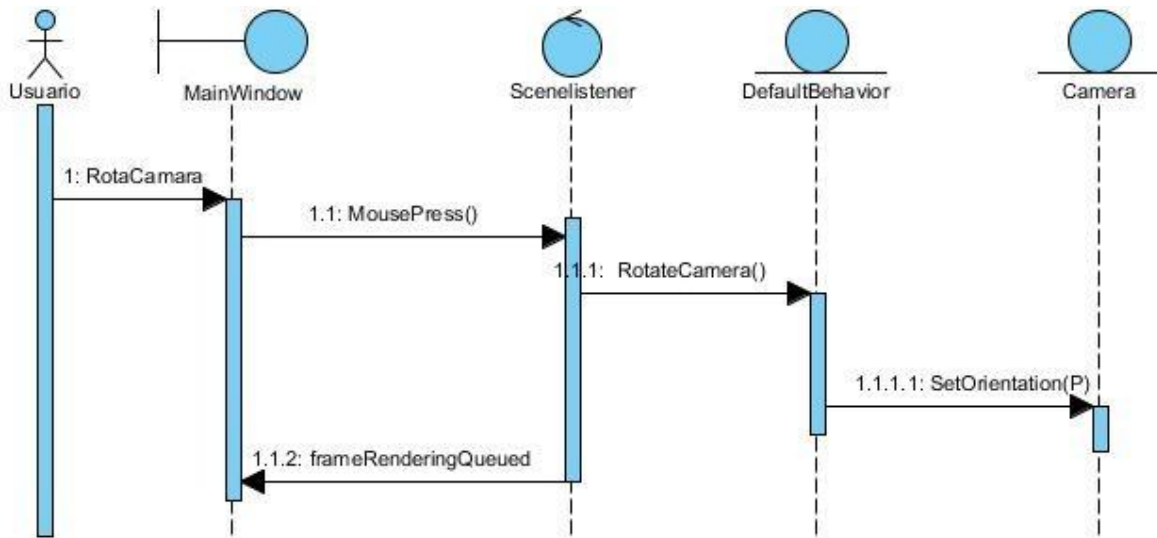 Usuario
MainWindow
Scenelistener
DefaultBehavior
Camera
1: RotaCamara
1.1: MousePress()
1.1.1: RotateCamera()
1.1.1.1: SetOrientation(P)
1.1.2: frameRenderingQueued